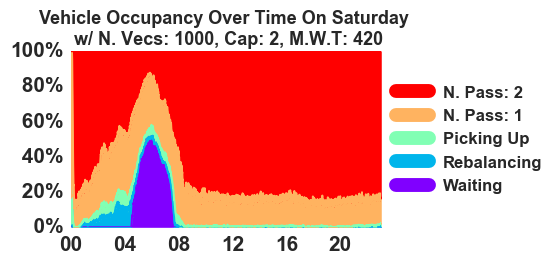 Vehicle Occupancy Over Time On Saturday
w/ N. Vecs: 1000, Cap: 2, M.W.T: 420
100%
80%
60%
40%
20%
0%
00 04 08 12 16 20
N. Pass: 2
N. Pass: 1
Picking Up
Rebalancing
Waiting